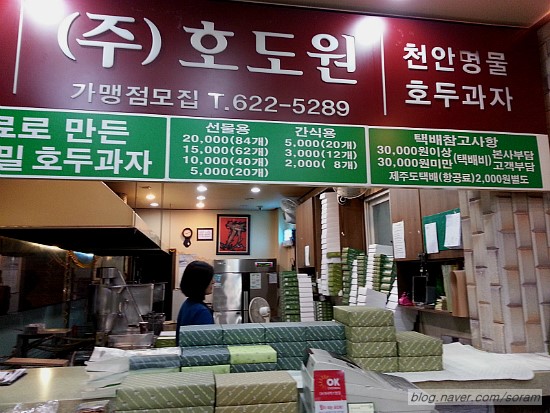 (주)호도원
가맹점모집 T.622-5289
천안명물
호두과자
료로 만든
밀 호두과자
선물용
20,000(84개)
15,000(62개)
10,000(40개)
5,000(20개)
간식용
5,000(20개)
3,000(12개)
2,000( 8개)
택배참고사항
30,000원이상 (택배비) 본사부담
30,000원미만 고객부담
제주도택배(항공료)2,000원별도
OK
blog.naver.com/soram